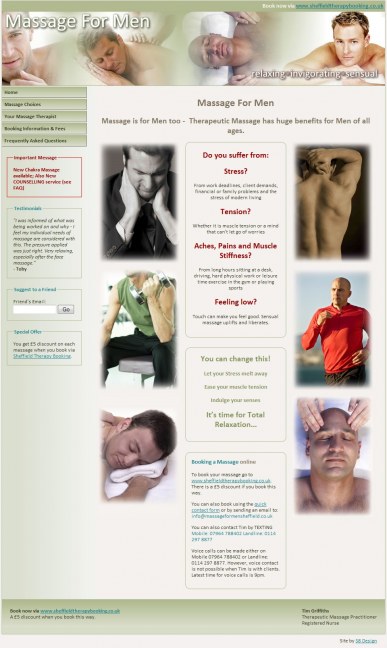 Book now via www.sheffieldtherapybooking.co.uk
Massage For Men
relaxing - invigorating - sensual
Home
Massage Choices
Your Massage Therapist
Booking Information & Fees
Frequently Asked Questions
Important Message
New Chakra Massage
available; Also New
COUNSELLING service (see
FAQ)
Testimonials
"I was informed of what was
being worked on and why - I
feel my individual needs of
massage are considered with
this. The pressure applied
was just right. Very relaxing,
especially after the face
massage."
- Toby
Suggest to a Friend
Friend's Email:
Go
Special Offer
You get £5 discount on each
massage when you book via
Sheffield Therapy Booking.
Massage For Men
Massage is for Men too - Therapeutic Massage has huge benefits for Men of all
ages.
Do you suffer from:
Stress?
From work deadlines, client demands,
financial or family problems and the
stress of modern living
Tension?
Whether it is muscle tension or a mind
that can't let go of worries
Aches, Pains and Muscle
Stiffness?
From long hours sitting at a desk,
driving, hard physical work or leisure
time exercise in the gym or playing
sports
Feeling low?
Touch can make you feel good. Sensual
massage uplifts and liberates.
You can change this!
Let your stress melt away
Ease your muscle tension
Indulge your senses
It's time for Total
Relaxation...
Booking a Massage online
To book your massage go to
www.sheffieldtherapybooking.co.uk
There is a £5 discount if you book this
way.
You can also book using the quick
contact form or by sending an email to:
info@massageformensheffield.co.uk
You can also contact Tim by TEXTING
Mobile: 07964 788402 Landline: 0114
297 8877
Voice calls can be made either on
Mobile 07964 788402 or Landline
0114 297 8877. However, voice contact
is not possible when Tim is with clients.
Latest time for voice calls is 9pm.
Book now via www.sheffieldtherapybooking.co.uk
A £5 discount when you book this way.
Tim Griffiths
Therapeutic Massage Practitioner
Registered Nurse
Site by SB Design